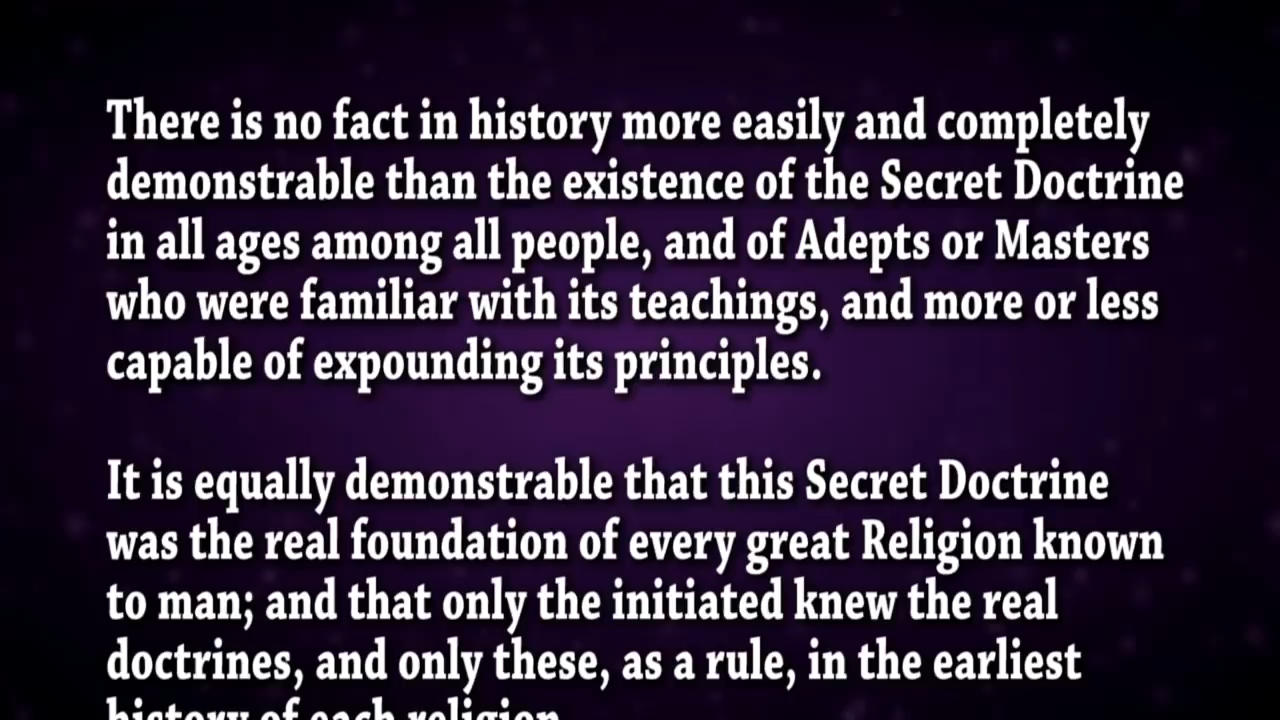 There is no fact in history more easily and completely
demonstrable than the existence of the Secret Doctrine
in all ages among all people, and of Adepts or Masters
who were familiar with its teachings, and more or less
capable of expounding its principles.
It is equally demonstrable that this Secret Doctrine
was the real foundation of every great Religion known
to man; and that only the initiated knew the real
doctrines, and only these, as a rule, in the earliest
history of each religion